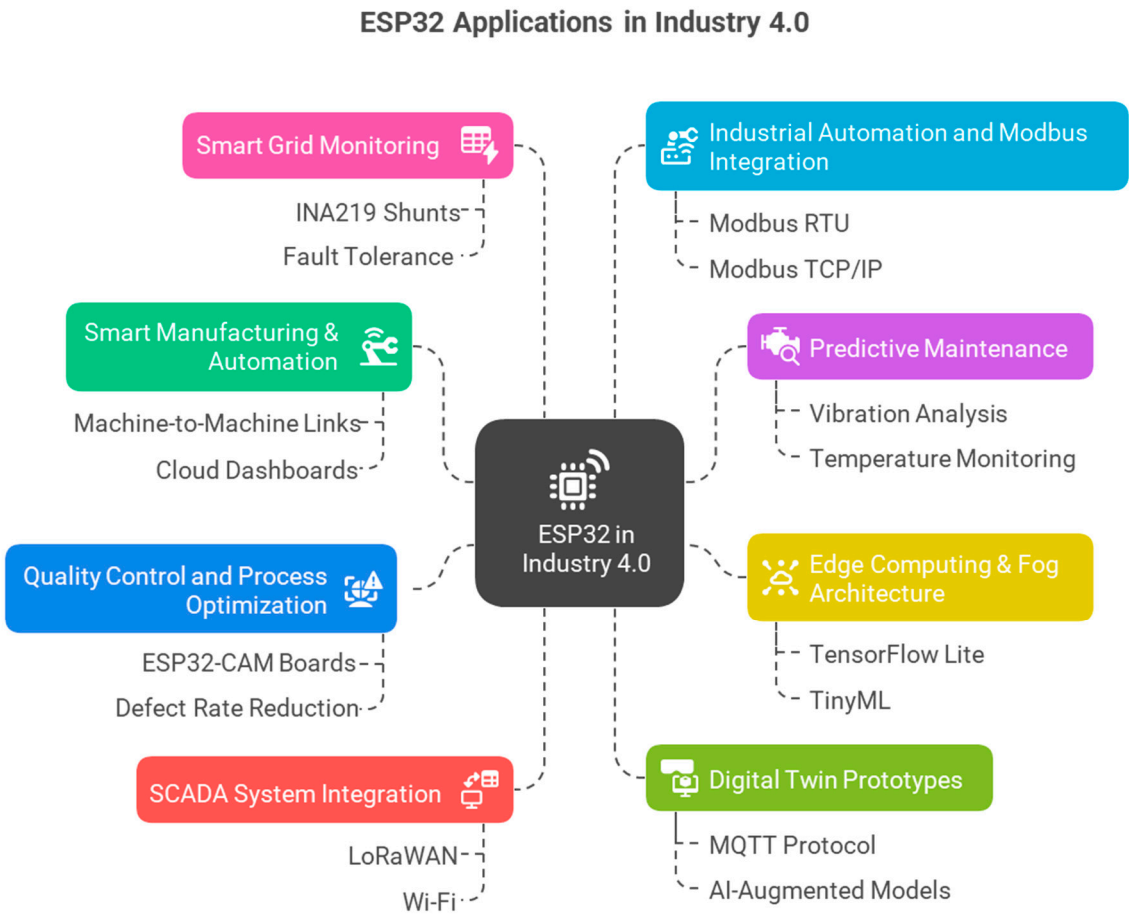 ESP32 Applications in Industry 4.0
Smart Grid Monitoring
INA219 Shunts
Fault Tolerance
Smart Manufacturing &
Automation
Machine-to-Machine Links
Cloud Dashboards
Quality Control and Process
Optimization
ESP32-CAM Boards
Defect Rate Reduction
SCADA System Integration
LoRaWAN
Wi-Fi
ESP32 in
Industry 4.0
Industrial Automation and Modbus
Integration
Modbus RTU
Modbus TCP/IP
Predictive Maintenance
Vibration Analysis
Temperature Monitoring
Edge Computing & Fog
Architecture
TensorFlow Lite
TinyML
Digital Twin Prototypes
MQTT Protocol
AI-Augmented Models